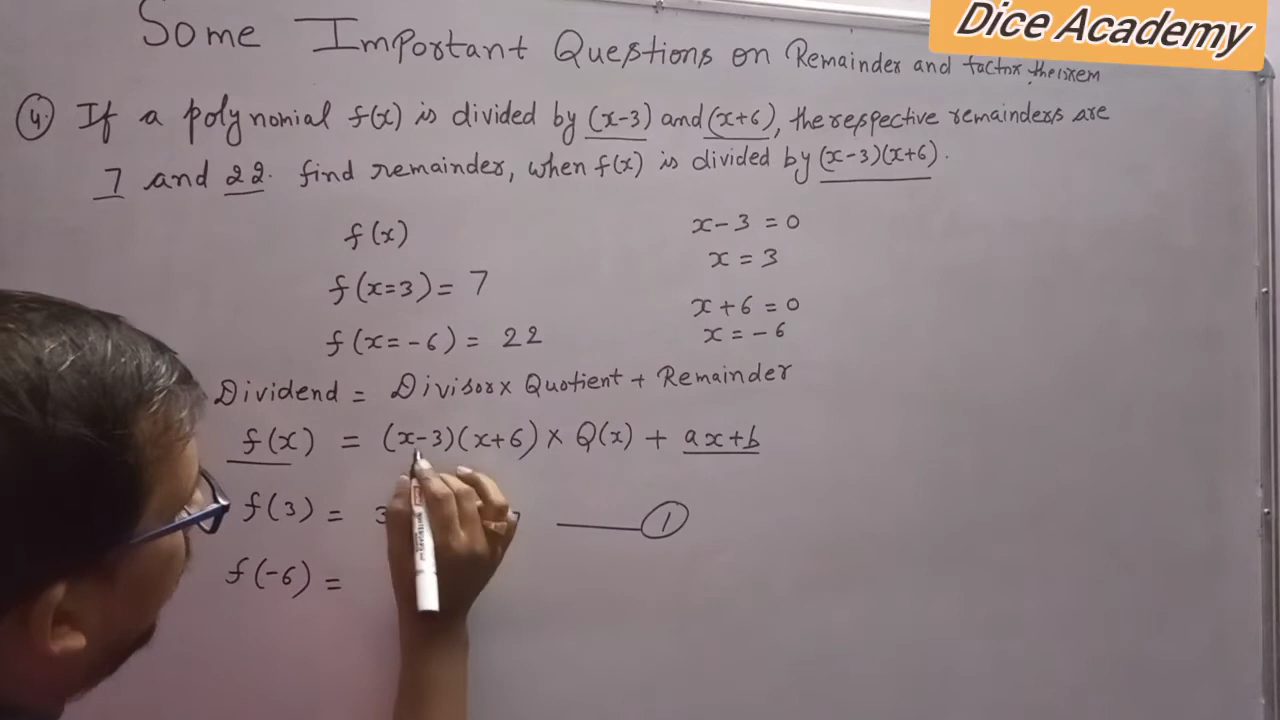 Dice Academy
Some Important Questions on Remainder and factor theorem
4. If a polynomial f(x) is divided by (x-3) and (x+6), the respective remainders are
7 and 22. find remainder, when f(x) is divided by (x-3)(x+6).
f(x)
f(x=3) = 7
f(x=-6) = 22
x-3 = 0
x = 3
x+6 = 0
x = -6
Dividend = Divisor x Quotient + Remainder
f(x) = (x-3)(x+6) × Q(x) + ax+b
f(3) = 3 1
f(-6) =